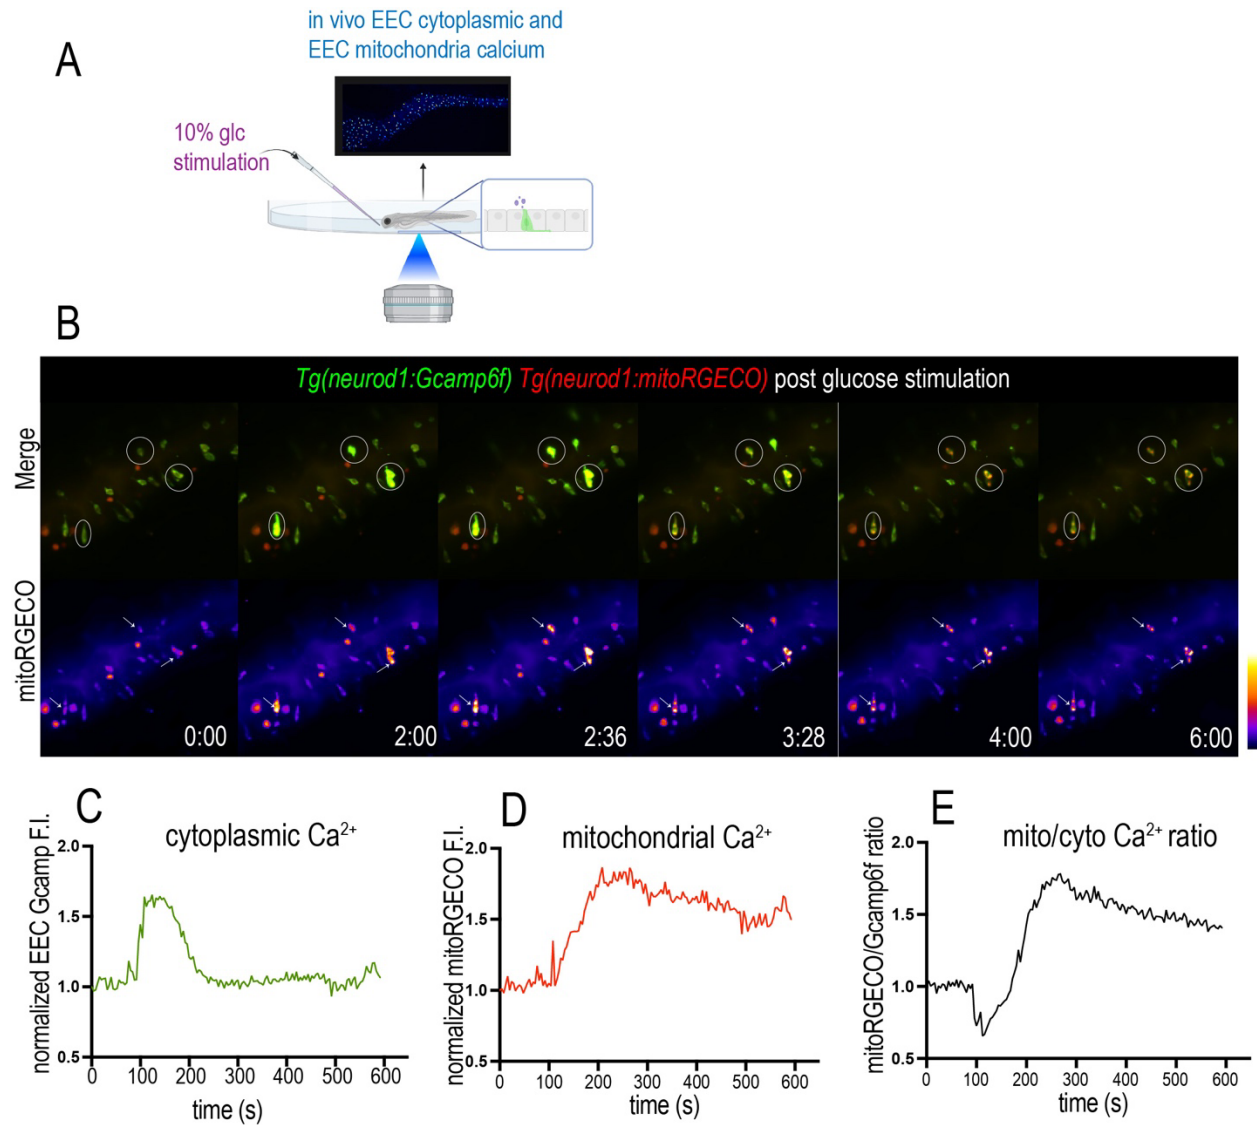 A
in vivo EEC cytoplasmic and
EEC mitochondria calcium
10% glc
stimulation
B
Tg(neurod1:Gcamp6f) Tg(neurod1:mitoRGECO) post glucose stimulation
Merge
mitoRGECO
0:00 2:00 2:36 3:28 4:00 6:00
C
cytoplasmic Ca²⁺
normalized EEC Gcamp F.I.
2.0
1.5
1.0
0.5
0 100 200 300 400 500 600
time (s)
D
mitochondrial Ca²⁺
normalized mitoRGECO F.I.
2.0
1.5
1.0
0.5
0 100 200 300 400 500 600
time (s)
E
mito/cyto Ca²⁺ ratio
mitoRGECO/Gcamp6f ratio
2.0
1.5
1.0
0.5
0 100 200 300 400 500 600
time (s)